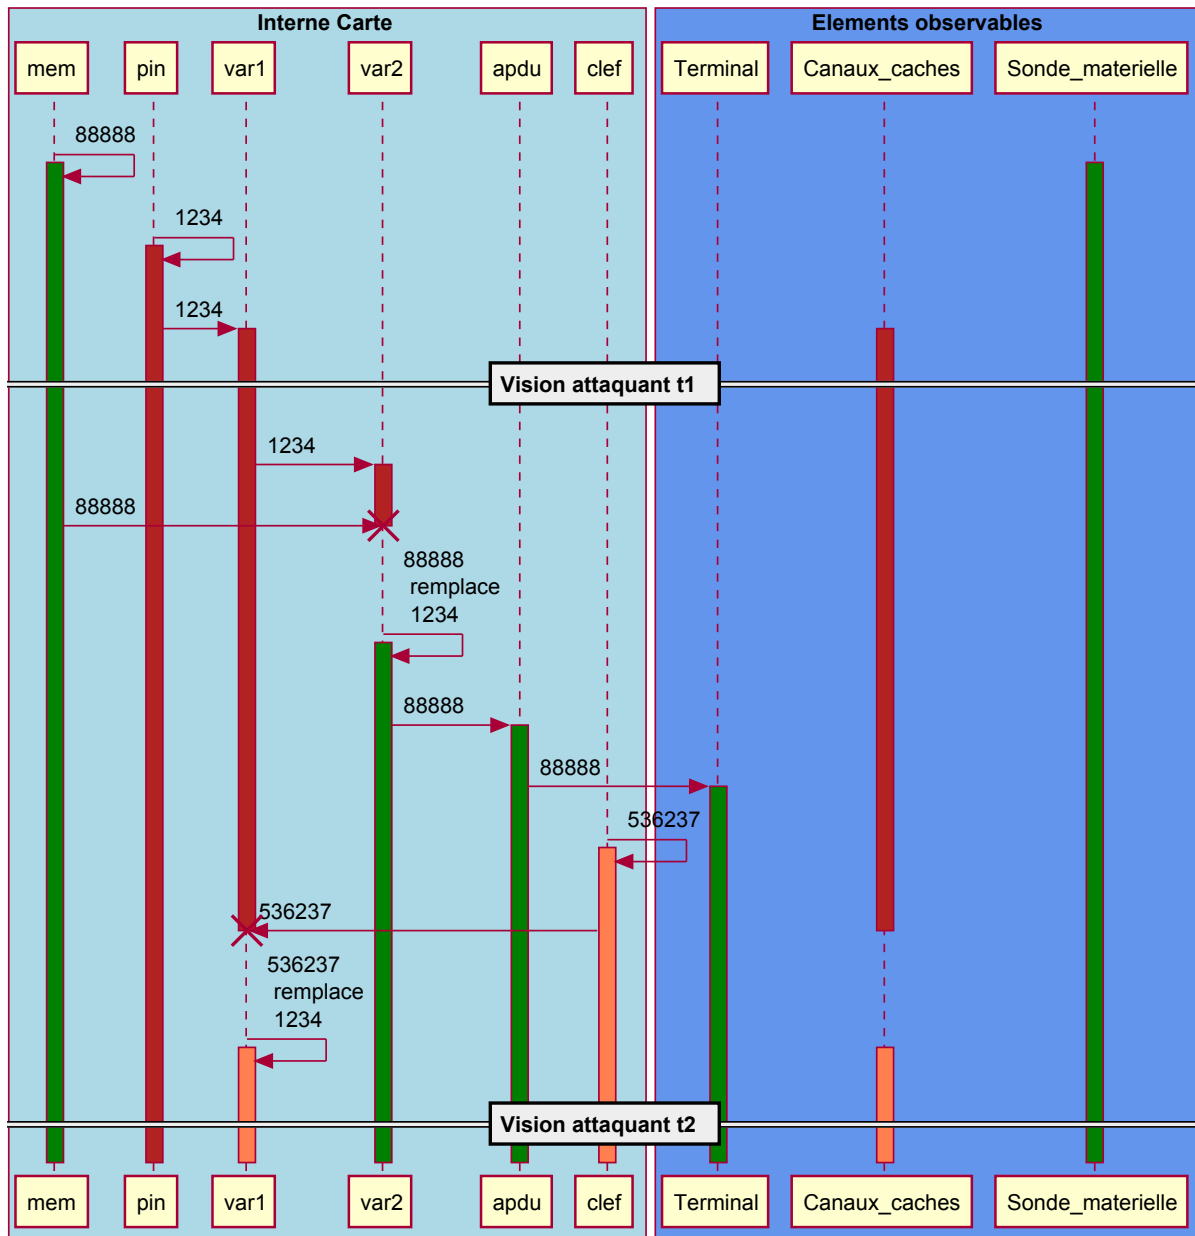 Interne Carte
Elements observables
mem
pin
var1
var2
apdu
clef
Terminal
Canaux_caches
Sonde_materielle
88888
1234
1234
Vision attaquant t1
1234
88888
88888
remplace
1234
88888
88888
536237
536237
536237
remplace
1234
Vision attaquant t2
mem
pin
var1
var2
apdu
clef
Terminal
Canaux_caches
Sonde_materielle